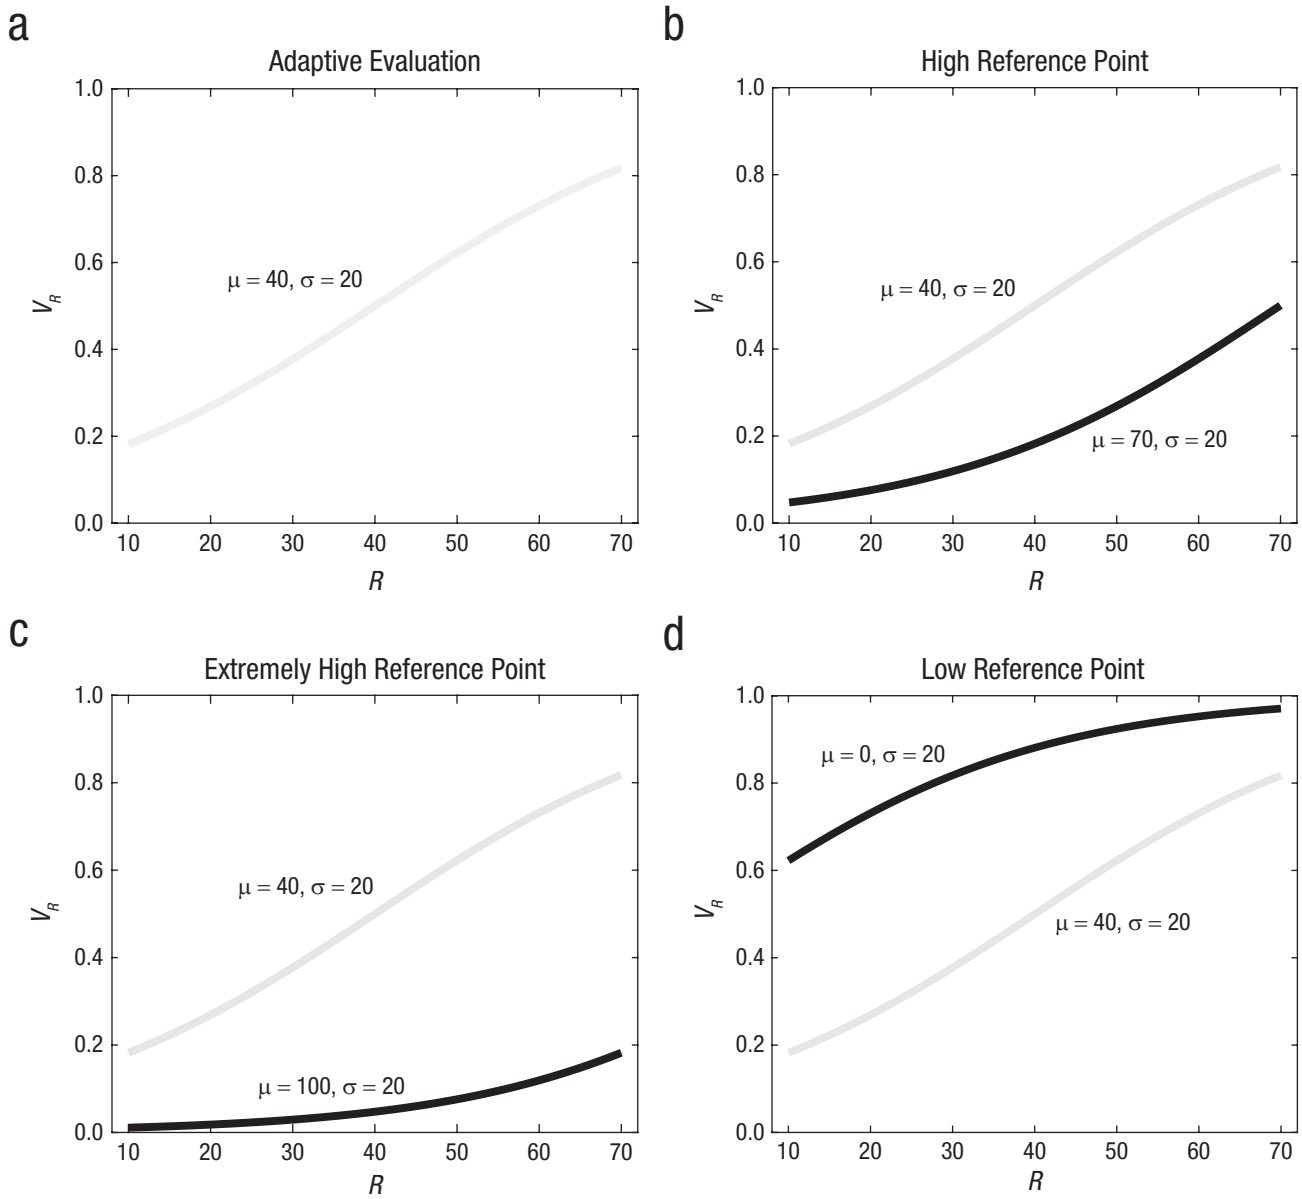 a
Adaptive Evaluation
1.0
0.8
0.6
0.4
0.2
0.0
V_R
μ = 40, σ = 20
10 20 30 40 50 60 70
R
b
High Reference Point
1.0
0.8
0.6
0.4
0.2
0.0
V_R
μ = 40, σ = 20
μ = 70, σ = 20
10 20 30 40 50 60 70
R
c
Extremely High Reference Point
1.0
0.8
0.6
0.4
0.2
0.0
V_R
μ = 40, σ = 20
μ = 100, σ = 20
10 20 30 40 50 60 70
R
d
Low Reference Point
1.0
0.8
0.6
0.4
0.2
0.0
V_R
μ = 0, σ = 20
μ = 40, σ = 20
10 20 30 40 50 60 70
R